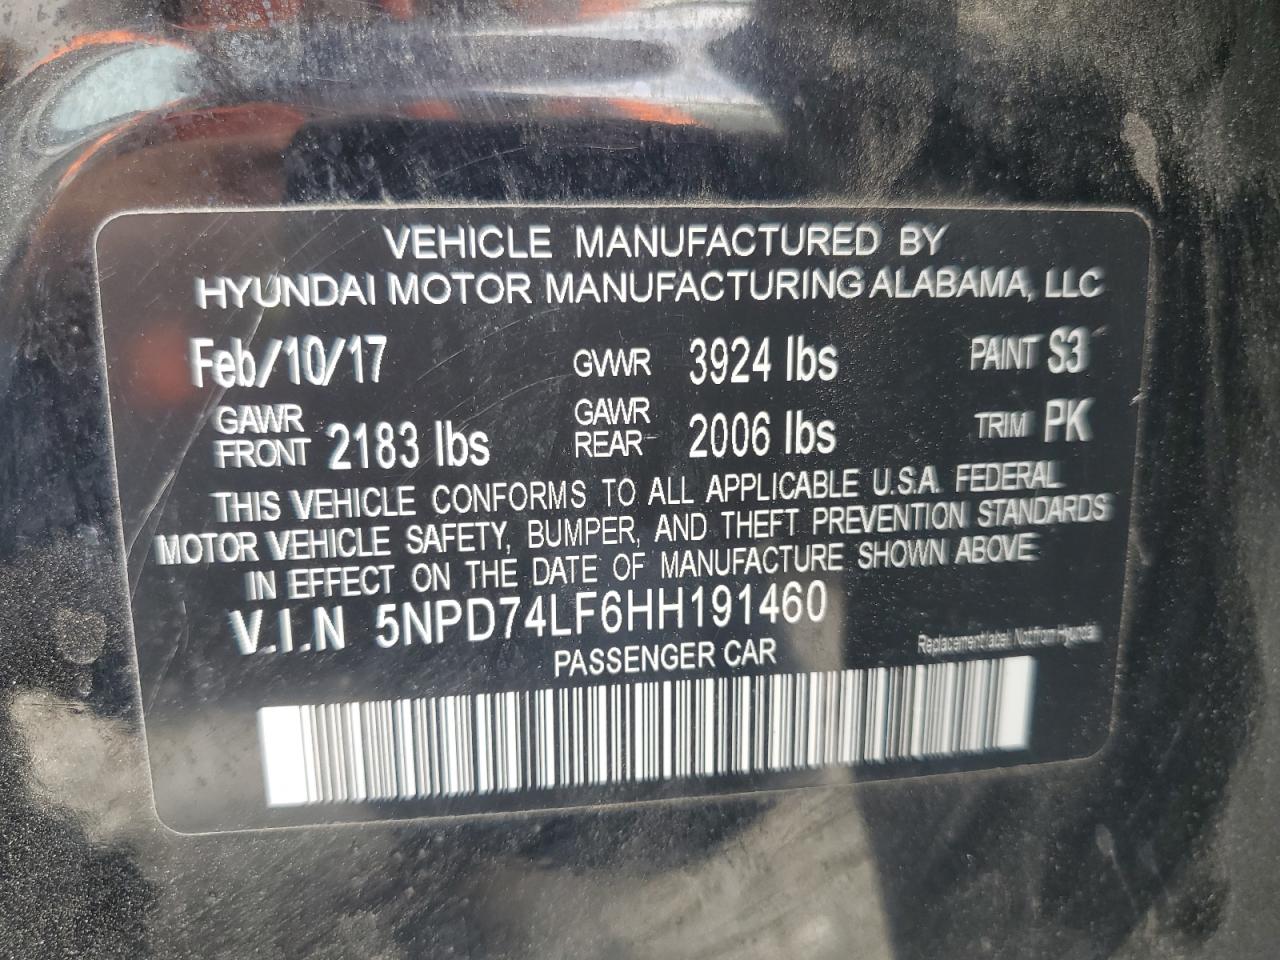 VEHICLE MANUFACTURED BY
HYUNDAI MOTOR MANUFACTURING ALABAMA, LLC
Feb/10/17 GVWR 3924 lbs PAINT S3
GAWR FRONT 2183 lbs GAWR REAR 2006 lbs TRIM PK
THIS VEHICLE CONFORMS TO ALL APPLICABLE U.S.A. FEDERAL
MOTOR VEHICLE SAFETY, BUMPER, AND THEFT PREVENTION STANDARDS
IN EFFECT ON THE DATE OF MANUFACTURE SHOWN ABOVE
V.I.N 5NPD74LF6HH191460
PASSENGER CAR
Replacement label: Not from Hyundai